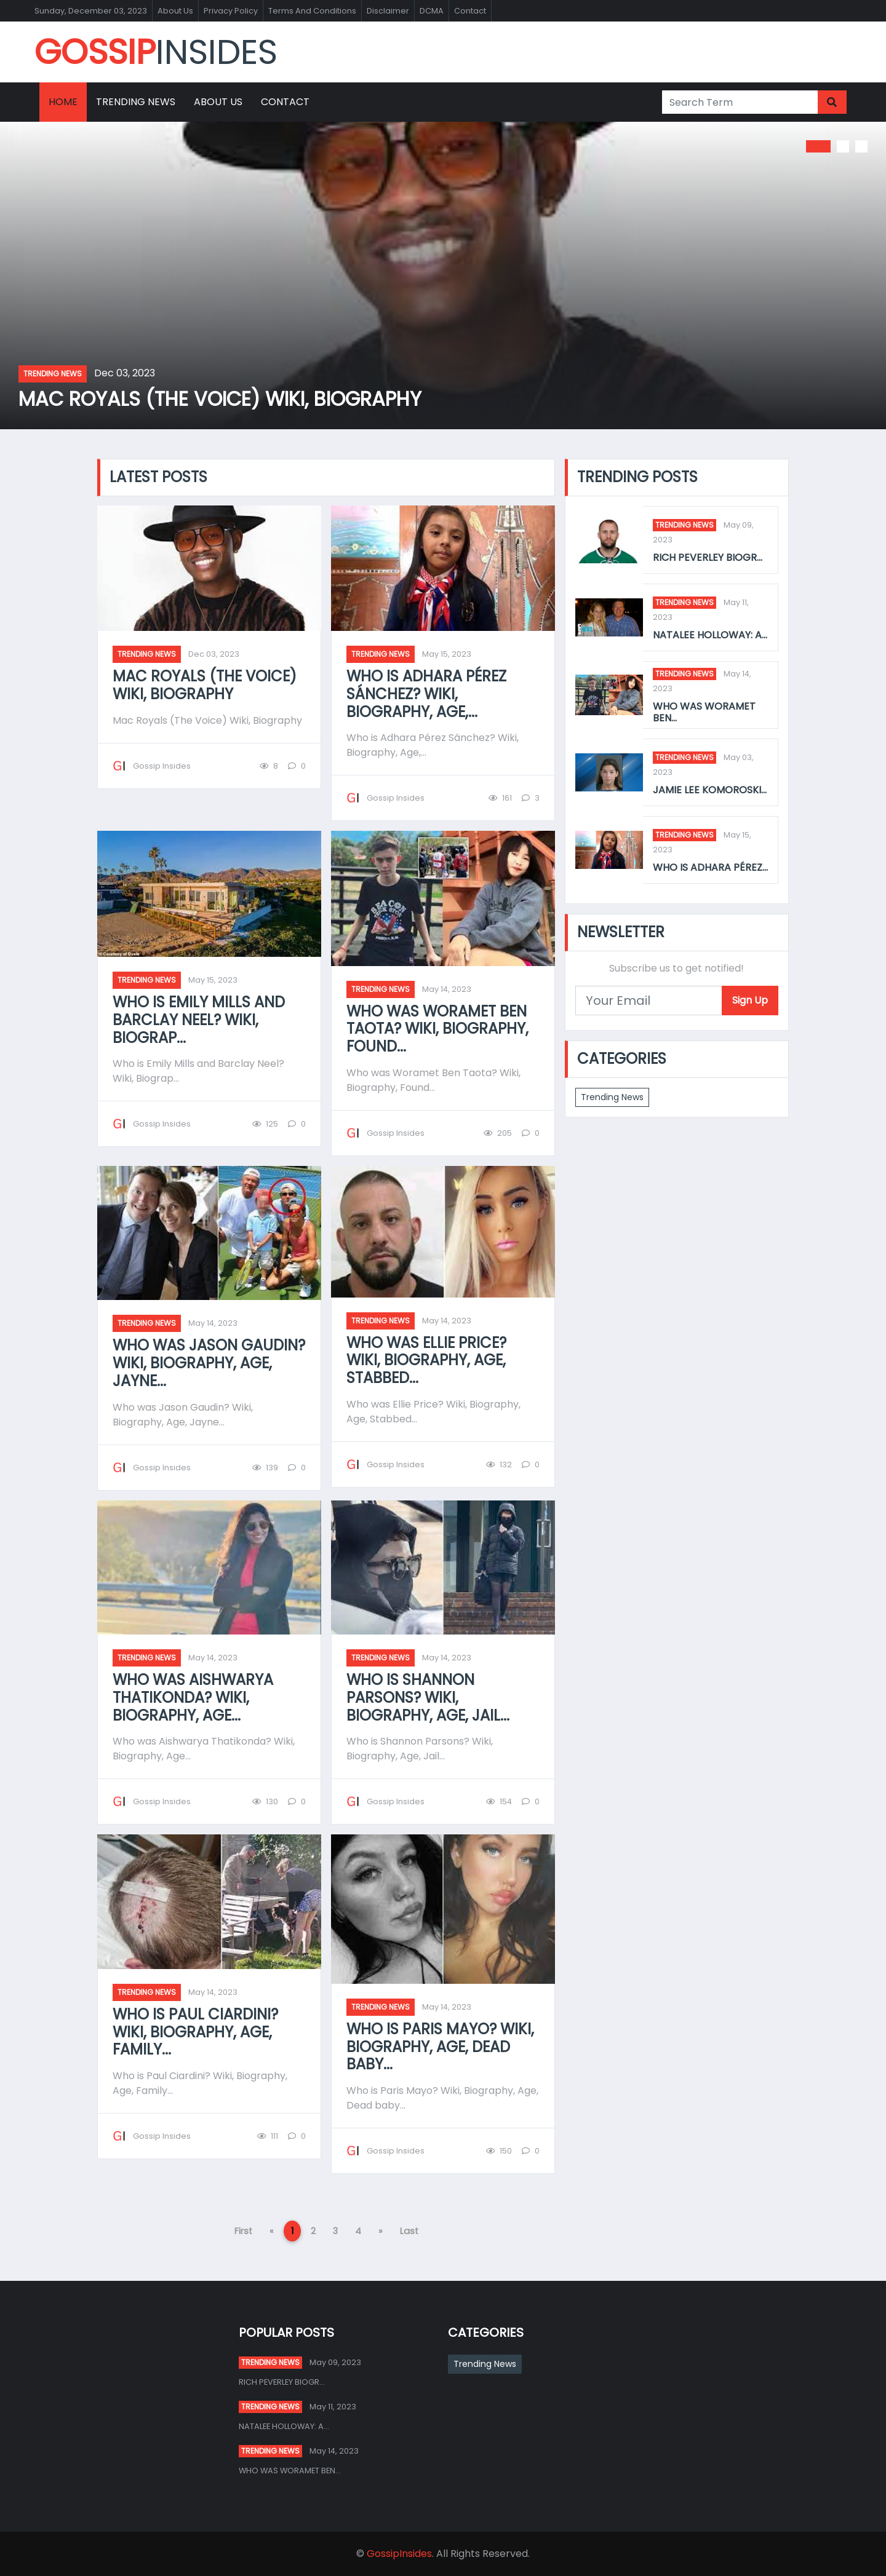 Sunday, December 03, 2023 About Us Privacy Policy Terms And Conditions Disclaimer DCMA Contact
GOSSIPINSIDES
HOME TRENDING NEWS ABOUT US CONTACT Search Term
TRENDING NEWS Dec 03, 2023
MAC ROYALS (THE VOICE) WIKI, BIOGRAPHY
LATEST POSTS
TRENDING NEWS Dec 03, 2023
MAC ROYALS (THE VOICE)
WIKI, BIOGRAPHY
Mac Royals (The Voice) Wiki, Biography
GI Gossip Insides 8 0
TRENDING NEWS May 15, 2023
WHO IS ADHARA PÉREZ
SÁNCHEZ? WIKI,
BIOGRAPHY, AGE,...
Who is Adhara Pérez Sánchez? Wiki,
Biography, Age,...
GI Gossip Insides 161 3
TRENDING NEWS May 15, 2023
WHO IS EMILY MILLS AND
BARCLAY NEEL? WIKI,
BIOGRAP...
Who is Emily Mills and Barclay Neel?
Wiki, Biograp...
GI Gossip Insides 125 0
TRENDING NEWS May 14, 2023
WHO WAS WORAMET BEN
TAOTA? WIKI, BIOGRAPHY,
FOUND...
Who was Woramet Ben Taota? Wiki,
Biography, Found...
GI Gossip Insides 205 0
TRENDING NEWS May 14, 2023
WHO WAS JASON GAUDIN?
WIKI, BIOGRAPHY, AGE,
JAYNE...
Who was Jason Gaudin? Wiki,
Biography, Age, Jayne...
GI Gossip Insides 139 0
TRENDING NEWS May 14, 2023
WHO WAS ELLIE PRICE?
WIKI, BIOGRAPHY, AGE,
STABBED...
Who was Ellie Price? Wiki, Biography,
Age, Stabbed...
GI Gossip Insides 132 0
TRENDING NEWS May 14, 2023
WHO WAS AISHWARYA
THATIKONDA? WIKI,
BIOGRAPHY, AGE...
Who was Aishwarya Thatikonda? Wiki,
Biography, Age...
GI Gossip Insides 130 0
TRENDING NEWS May 14, 2023
WHO IS SHANNON
PARSONS? WIKI,
BIOGRAPHY, AGE, JAIL...
Who is Shannon Parsons? Wiki,
Biography, Age, Jail...
GI Gossip Insides 154 0
TRENDING NEWS May 14, 2023
WHO IS PAUL CIARDINI?
WIKI, BIOGRAPHY, AGE,
FAMILY...
Who is Paul Ciardini? Wiki, Biography,
Age, Family...
GI Gossip Insides 111 0
TRENDING NEWS May 14, 2023
WHO IS PARIS MAYO? WIKI,
BIOGRAPHY, AGE, DEAD
BABY...
Who is Paris Mayo? Wiki, Biography, Age,
Dead baby...
GI Gossip Insides 150 0
First « 1 2 3 4 » Last
TRENDING POSTS
TRENDING NEWS May 09,
2023
RICH PEVERLEY BIOGR...
TRENDING NEWS May 11,
2023
NATALEE HOLLOWAY: A...
TRENDING NEWS May 14,
2023
WHO WAS WORAMET
BEN...
TRENDING NEWS May 03,
2023
JAMIE LEE KOMOROSKI...
TRENDING NEWS May 15,
2023
WHO IS ADHARA PÉREZ...
NEWSLETTER
Subscribe us to get notified!
Your Email Sign Up
CATEGORIES
Trending News
POPULAR POSTS
TRENDING NEWS May 09, 2023
RICH PEVERLEY BIOGR...
TRENDING NEWS May 11, 2023
NATALEE HOLLOWAY: A...
TRENDING NEWS May 14, 2023
WHO WAS WORAMET BEN...
CATEGORIES
Trending News
© GossipInsides. All Rights Reserved.